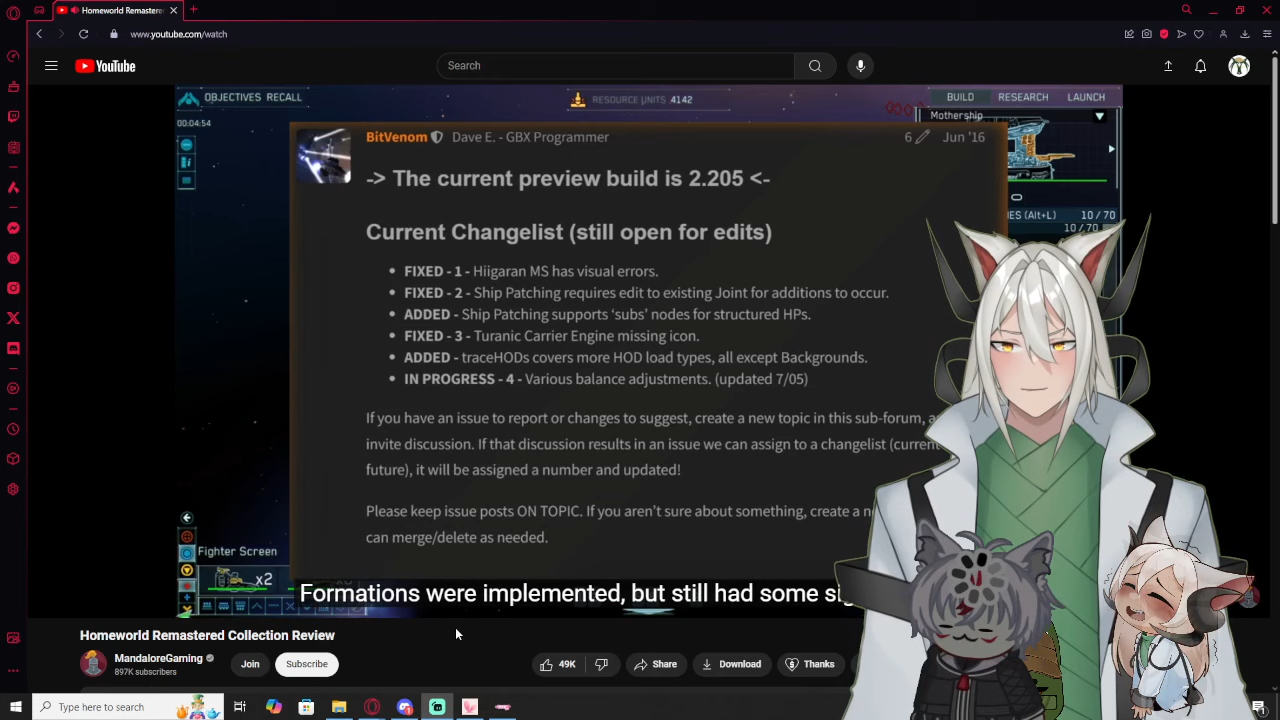 Homeworld Remastere
www.youtube.com/watch
YouTube
Search
OBJECTIVES RECALL
RESOURCE UNITS 4142
BUILD RESEARCH LAUNCH
00:04:54
Mothership
BitVenom Dave E. - GBX Programmer 6 Jun '16
-> The current preview build is 2.205 <-
(Alt+L) 10 / 70
10 / 70
Current Changelist (still open for edits)
FIXED - 1 - Hiigaran MS has visual errors.
FIXED - 2 - Ship Patching requires edit to existing Joint for additions to occur.
ADDED - Ship Patching supports ‘subs’ nodes for structured HPs.
FIXED - 3 - Turanic Carrier Engine missing icon.
ADDED - traceHODs covers more HOD load types, all except Backgrounds.
IN PROGRESS - 4 - Various balance adjustments. (updated 7/05)
If you have an issue to report or changes to suggest, create a new topic in this sub-forum,
invite discussion. If that discussion results in an issue we can assign to a changelist (current
future), it will be assigned a number and updated!
Please keep issue posts ON TOPIC. If you aren’t sure about something, create a
can merge/delete as needed.
Fighter Screen
x2
Formations were implemented, but still had some
Homeworld Remastered Collection Review
MandaloreGaming
897K subscribers
Join Subscribe 49K Share Download Thanks
Type here to search